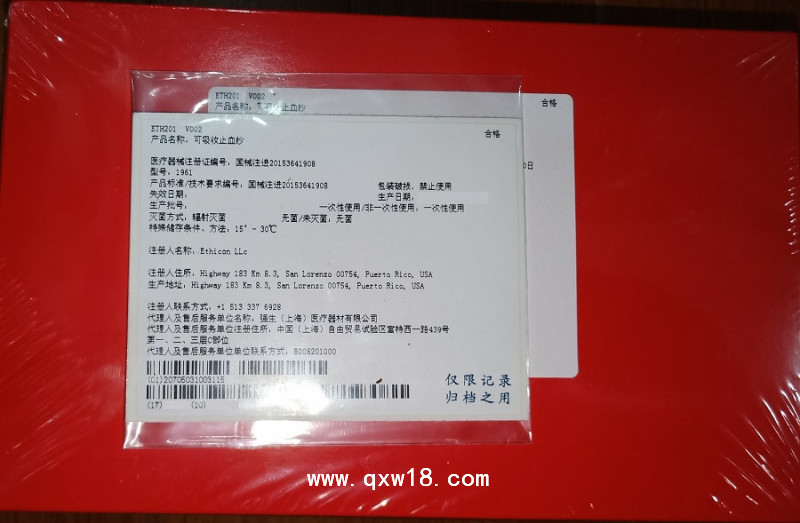 ETH201 V002
产品名称：可吸收止血纱
合格
ETH201 V002
产品名称：可吸收止血纱
合格
医疗器械注册证编号：国械注进20153641908
型号：1961
产品标准/技术要求编号：国械注进20153641908
包装破损，禁止使用
失效日期：
生产日期：
生产批号：
一次性使用/非一次性使用：一次性使用
灭菌方式：辐射灭菌
无菌/未灭菌：无菌
特殊储存条件、方法：15° - 30℃
注册人名称：Ethicon LLc
注册人住所：Highway 183 Km 8.3, San Lorenzo 00754, Puerto Rico, USA
生产地址：Highway 183 Km 8.3, San Lorenzo 00754, Puerto Rico, USA
注册人联系方式：+1 513 337 6928
代理人及售后服务单位名称：强生（上海）医疗器材有限公司
代理人及售后服务单位注册住所：中国（上海）自由贸易试验区富特西一路439号
第一、二、三层C部位
代理人及售后服务单位单位联系方式：8008201000
(01)20705031003115
(17) (10)
仅限记录
归档之用
www.qxw18.com